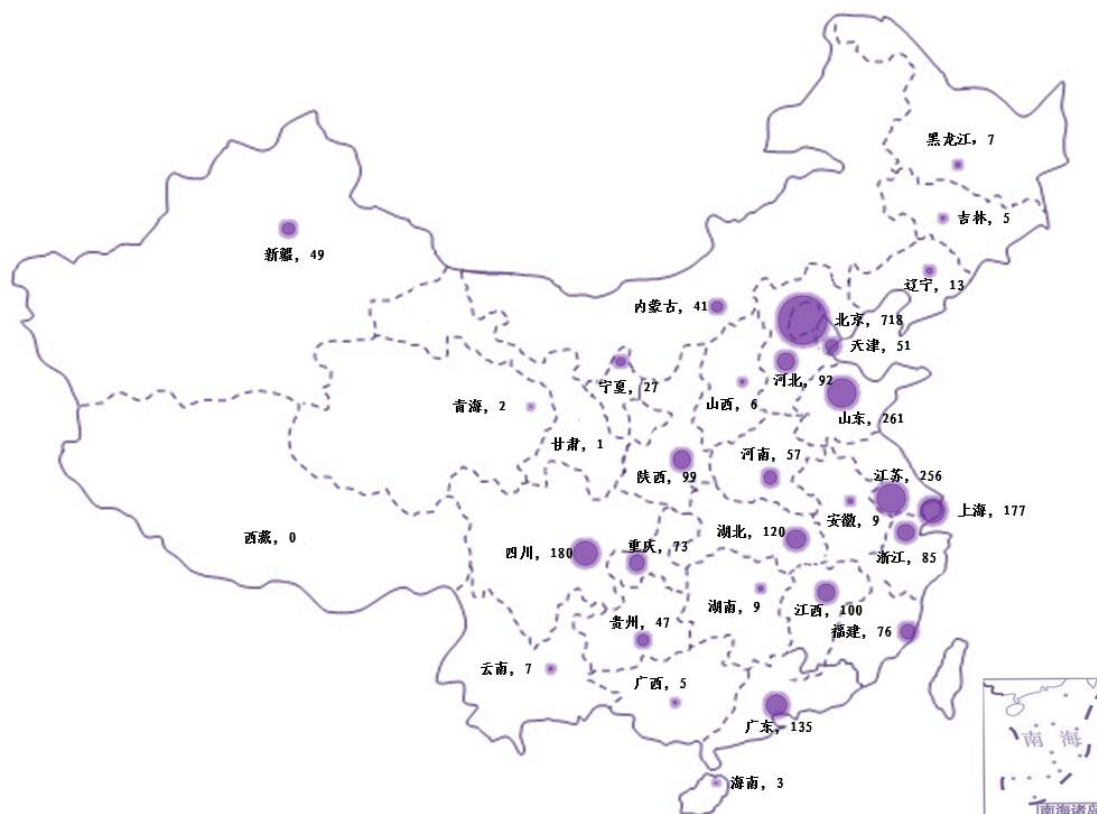 黑龙江，7
吉林，5
新疆，49
辽宁，13
内蒙古，41
北京，718
天津，51
宁夏，27
河北，92
山西，6
青海，2
山东，261
甘肃，1
河南，57
陕西，99
江苏，256
安徽，9
上海，177
西藏，0
四川，180
重庆，73
湖北，120
浙江，85
湖南，9
江西，100
贵州，47
福建，76
云南，7
广西，5
广东，135
海南，3
南海
南海诸岛